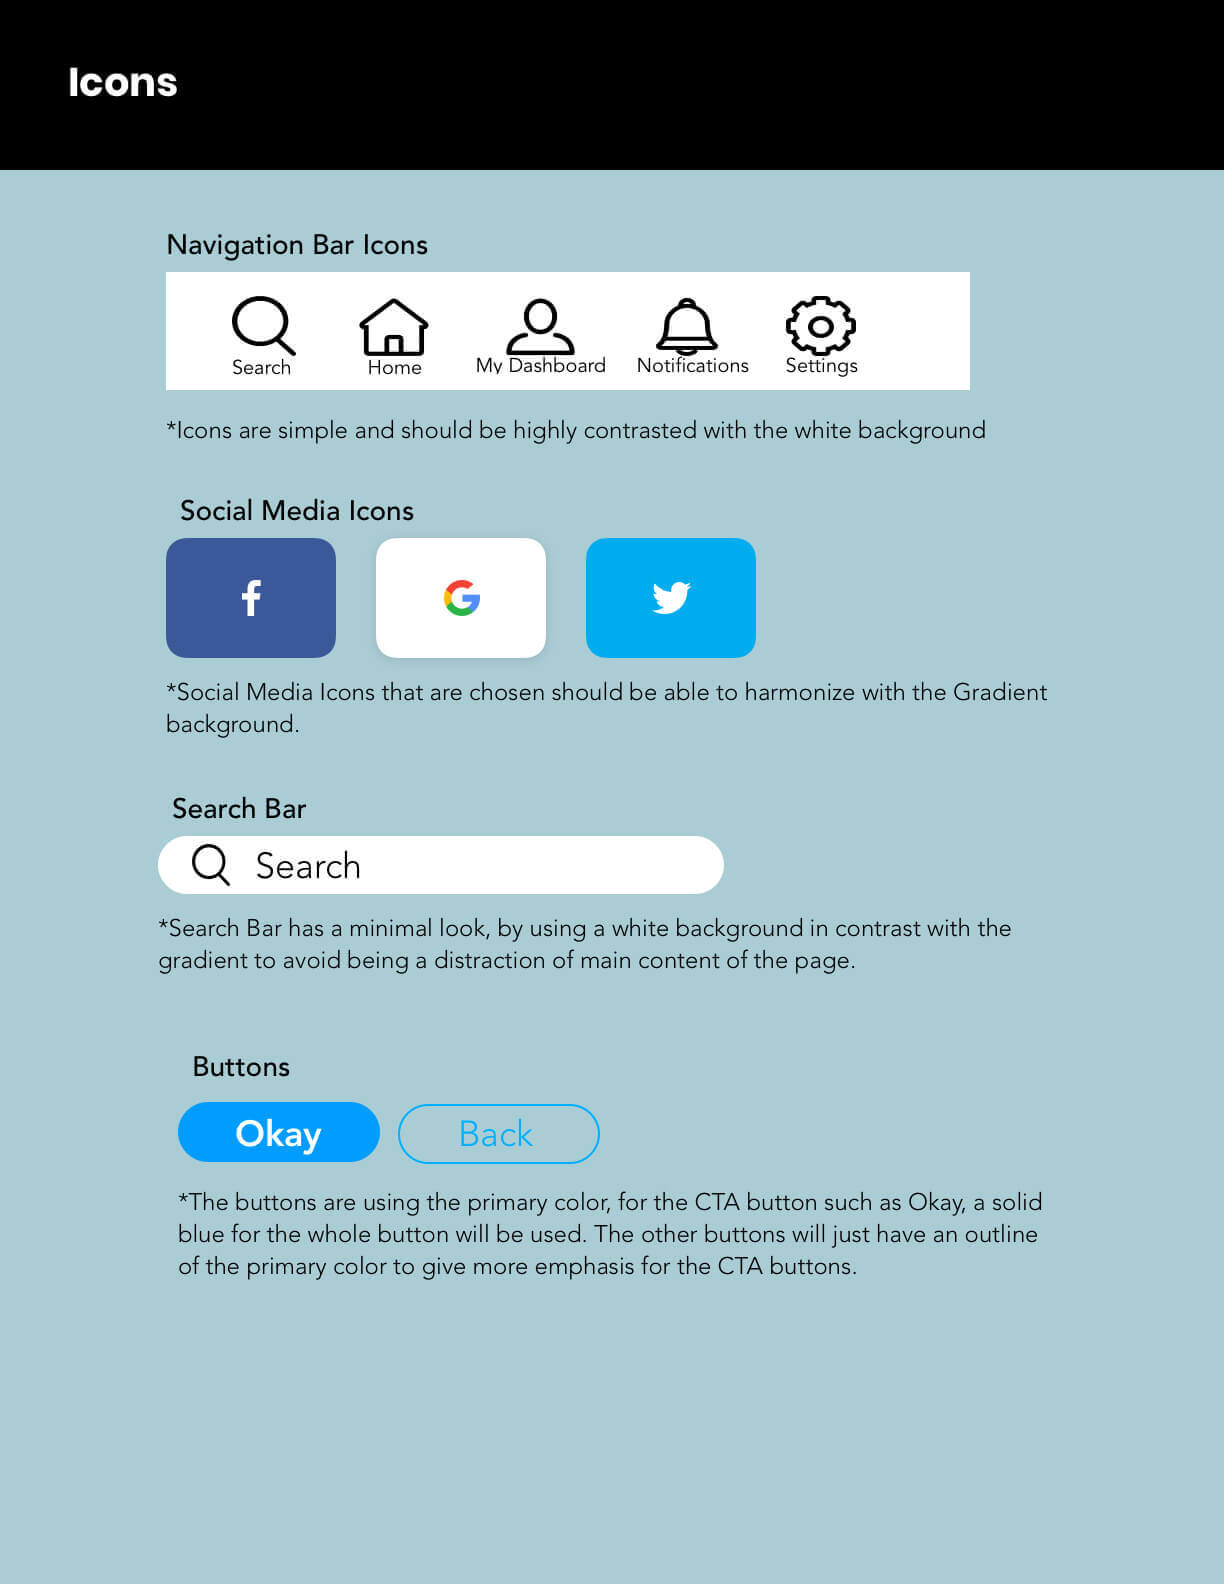 Icons
Navigation Bar Icons
Search Home My Dashboard Notifications Settings
*Icons are simple and should be highly contrasted with the white background
Social Media Icons
f G
*Social Media Icons that are chosen should be able to harmonize with the Gradient
background.
Search Bar
Search
*Search Bar has a minimal look, by using a white background in contrast with the
gradient to avoid being a distraction of main content of the page.
Buttons
Okay Back
*The buttons are using the primary color, for the CTA button such as Okay, a solid
blue for the whole button will be used. The other buttons will just have an outline
of the primary color to give more emphasis for the CTA buttons.